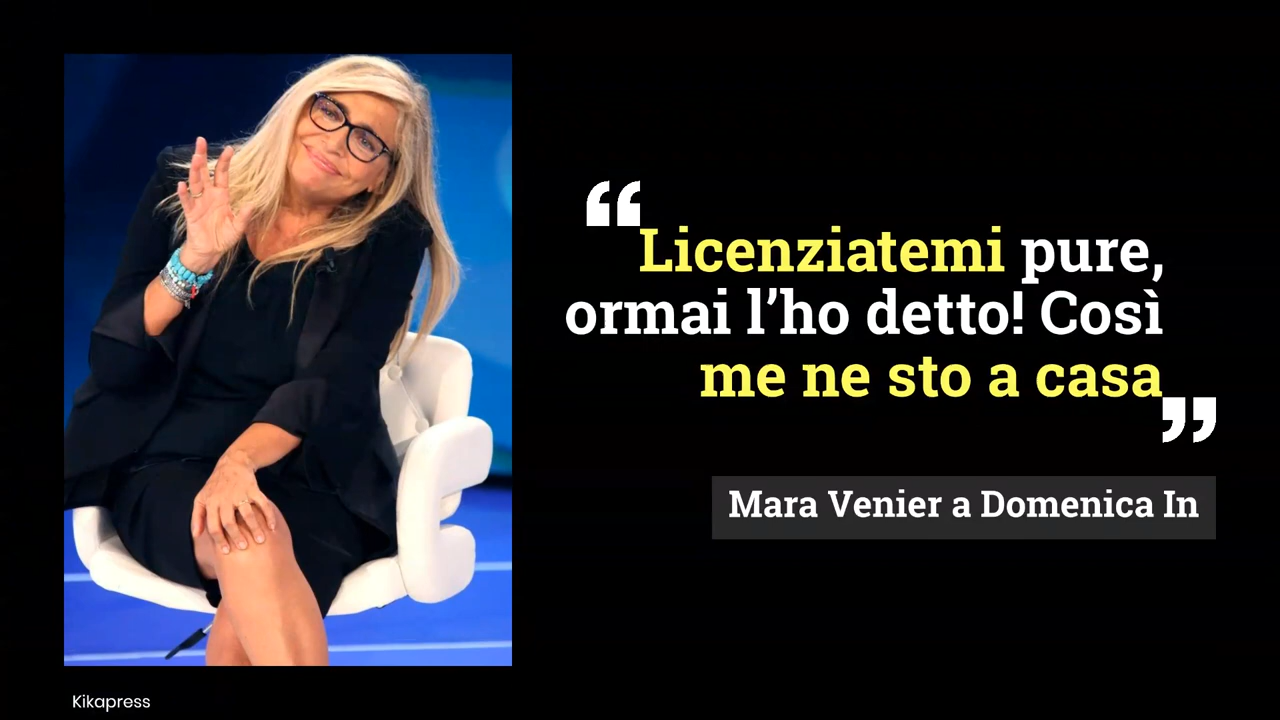 “Licenziatemi pure,
ormai l’ho detto! Così
me ne sto a casa”
Mara Venier a Domenica In
Kikapress